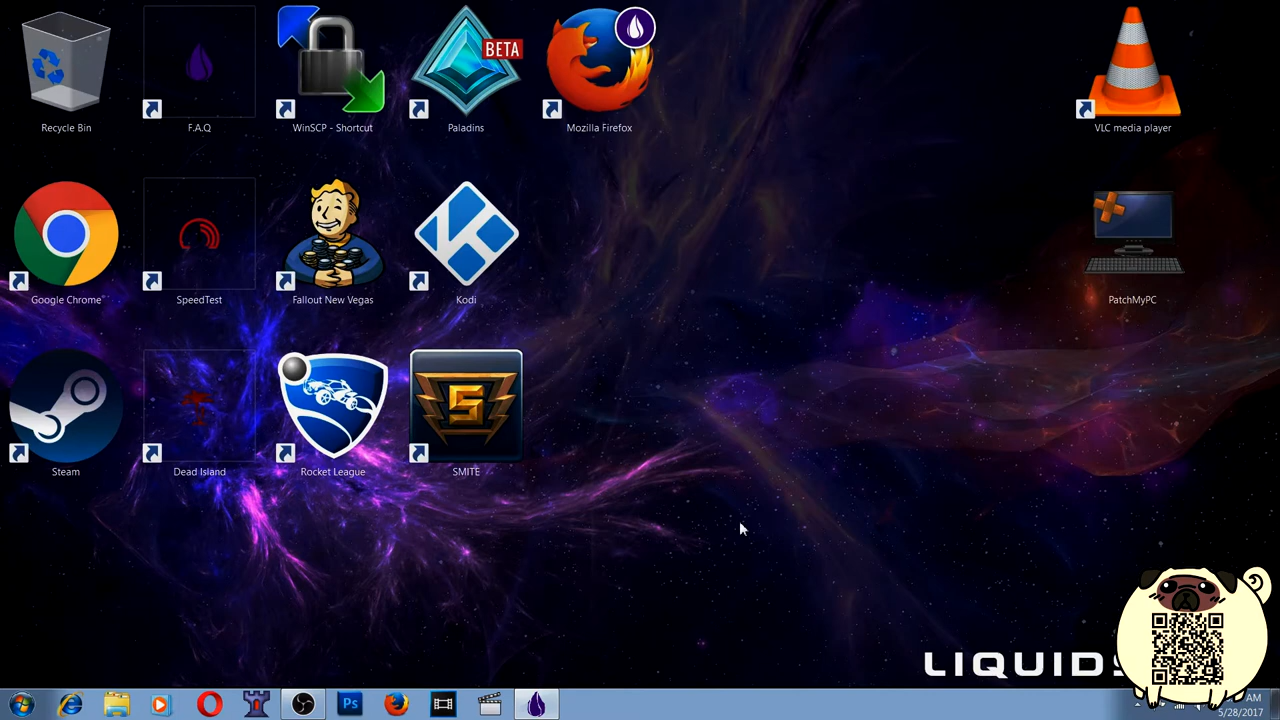 BETA
Recycle Bin
F.A.Q
WinSCP - Shortcut
Paladins
Mozilla Firefox
VLC media player
Google Chrome
SpeedTest
Fallout New Vegas
Kodi
PatchMyPC
S
Steam
Dead Island
Rocket League
SMITE
LIQUID
Ps
AM
5/28/2017